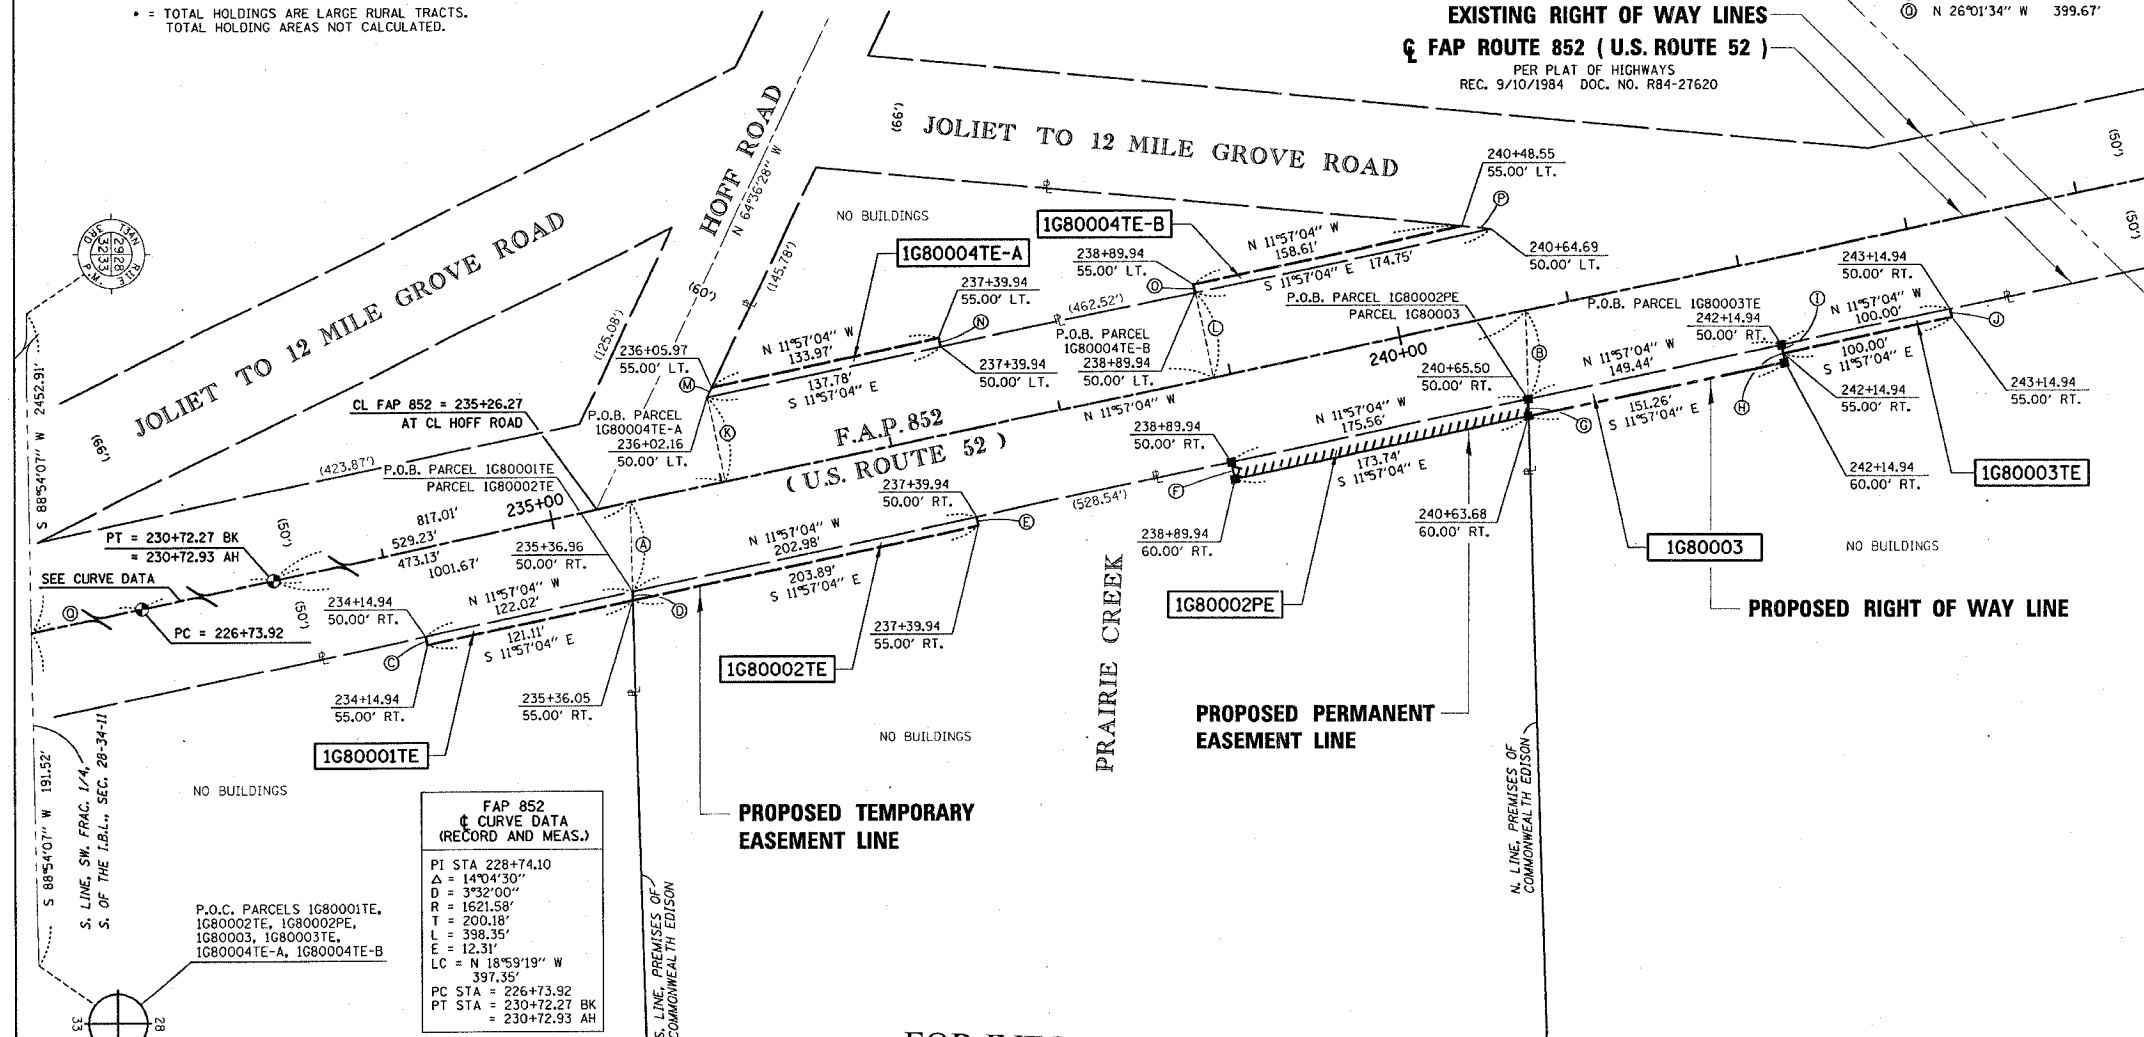 • = TOTAL HOLDINGS ARE LARGE RURAL TRACTS.
TOTAL HOLDING AREAS NOT CALCULATED.
EXISTING RIGHT OF WAY LINES
℄ FAP ROUTE 852 ( U.S. ROUTE 52 )
PER PLAT OF HIGHWAYS
REC. 9/10/1984 DOC. NO. R84-27620
Q N 26°01'34" W 399.67'
(66')
JOLIET TO 12 MILE GROVE ROAD
HOFF ROAD
N 64°36'28" W
(60')
(145.78')
(125.08')
NO BUILDINGS
1G80004TE-A
1G80004TE-B
240+48.55
55.00' LT.
P
N 11°57'04" W
158.61'
S 11°57'04" E 174.75'
240+64.69
50.00' LT.
238+89.94
55.00' LT.
O
237+39.94
55.00' LT.
N
(462.52')
P.O.B. PARCEL
1G80004TE-B
238+89.94
50.00' LT.
L
237+39.94
50.00' LT.
236+05.97
55.00' LT.
M
N 11°57'04" W
133.97'
137.78'
S 11°57'04" E
P.O.B. PARCEL
1G80004TE-A
236+02.16
50.00' LT.
K
P.O.B. PARCEL 1G80002PE
PARCEL 1G80003
P.O.B. PARCEL 1G80003TE
242+14.94
50.00' RT.
I
243+14.94
50.00' RT.
N 11°57'04" W
100.00'
J
100.00'
S 11°57'04" E
243+14.94
55.00' RT.
242+14.94
55.00' RT.
H
242+14.94
60.00' RT.
1G80003TE
(50')
(50')
T34N
R11E
3RD
P.M.
29 28
32 33
JOLIET TO 12 MILE GROVE ROAD
(66')
S 88°54'07" W 2452.91'
CL FAP 852 = 235+26.27
AT CL HOFF ROAD
(423.87')
P.O.B. PARCEL 1G80001TE
PARCEL 1G80002TE
F.A.P. 852
( U.S. ROUTE 52 )
N 11°57'04" W
240+00
240+65.50
50.00' RT.
B
N 11°57'04" W
149.44'
151.26'
S 11°57'04" E
G
N 11°57'04" W
175.56'
173.74'
S 11°57'04" E
238+89.94
50.00' RT.
F
238+89.94
60.00' RT.
240+63.68
60.00' RT.
1G80003
NO BUILDINGS
(528.54')
237+39.94
50.00' RT.
E
N 11°57'04" W
202.98'
203.89'
S 11°57'04" E
237+39.94
55.00' RT.
817.01'
235+00
529.23'
473.13'
1001.67'
235+36.96
50.00' RT.
A
PT = 230+72.27 BK
= 230+72.93 AH
(50')
(50')
SEE CURVE DATA
Q
PC = 226+73.92
234+14.94
50.00' RT.
N 11°57'04" W
122.02'
121.11'
S 11°57'04" E
C
D
234+14.94
55.00' RT.
235+36.05
55.00' RT.
1G80001TE
1G80002TE
1G80002PE
PRAIRIE CREEK
PROPOSED RIGHT OF WAY LINE
PROPOSED PERMANENT
EASEMENT LINE
NO BUILDINGS
PROPOSED TEMPORARY
EASEMENT LINE
NO BUILDINGS
S 88°54'07" W 191.52'
S. LINE, SW. FRAC. 1/4,
S. OF THE I.B.L., SEC. 28-34-11
N. LINE, PREMISES OF
COMMONWEALTH EDISON
S. LINE, PREMISES OF
COMMONWEALTH EDISON
P.O.C. PARCELS 1G80001TE,
1G80002TE, 1G80002PE,
1G80003, 1G80003TE,
1G80004TE-A, 1G80004TE-B
33
28
FAP 852
℄ CURVE DATA
(RECORD AND MEAS.)
PI STA 228+74.10
Δ = 14°04'30"
D = 3°32'00"
R = 1621.58'
T = 200.18'
L = 398.35'
E = 12.31'
LC = N 18°59'19" W
397.35'
PC STA = 226+73.92
PT STA = 230+72.27 BK
= 230+72.93 AH